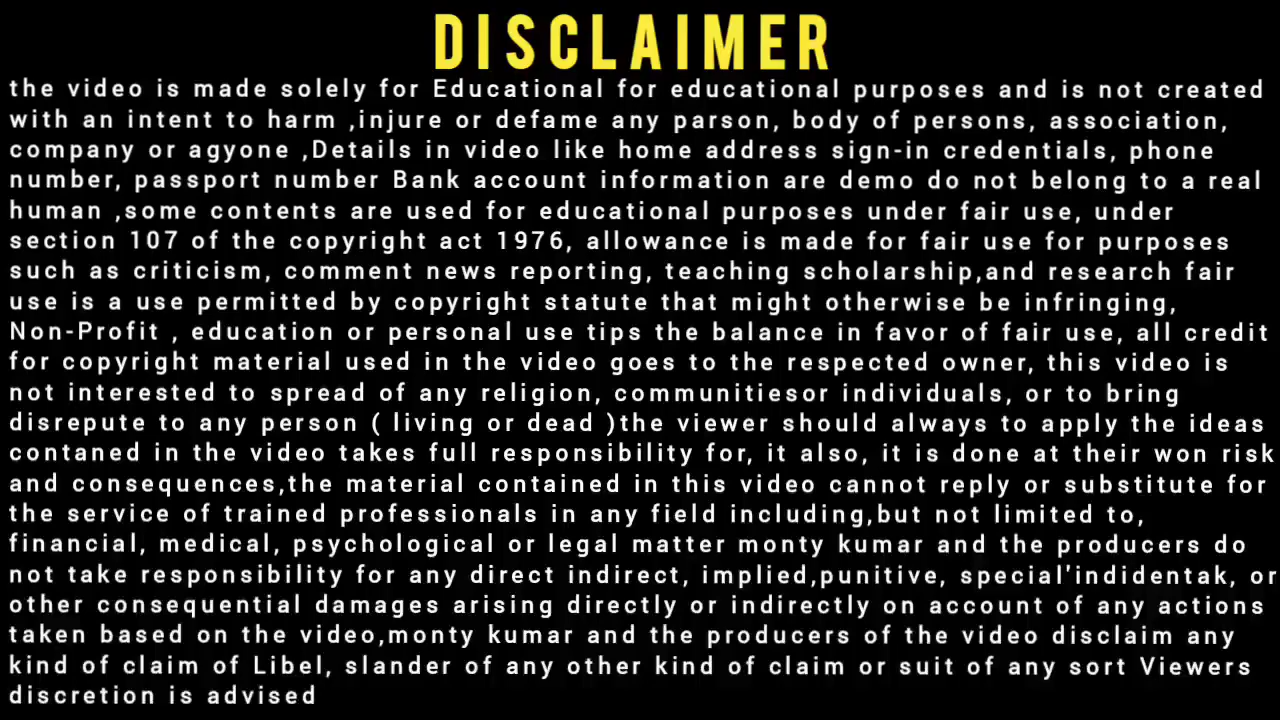 DISCLAIMER
the video is made solely for Educational for educational purposes and is not created
with an intent to harm ,injure or defame any parson, body of persons, association,
company or agyone ,Details in video like home address sign-in credentials, phone
number, passport number Bank account information are demo do not belong to a real
human ,some contents are used for educational purposes under fair use, under
section 107 of the copyright act 1976, allowance is made for fair use for purposes
such as criticism, comment news reporting, teaching scholarship,and research fair
use is a use permitted by copyright statute that might otherwise be infringing,
Non-Profit , education or personal use tips the balance in favor of fair use, all credit
for copyright material used in the video goes to the respected owner, this video is
not interested to spread of any religion, communitiesor individuals, or to bring
disrepute to any person ( living or dead )the viewer should always to apply the ideas
contaned in the video takes full responsibility for, it also, it is done at their won risk
and consequences,the material contained in this video cannot reply or substitute for
the service of trained professionals in any field including,but not limited to,
financial, medical, psychological or legal matter monty kumar and the producers do
not take responsibility for any direct indirect, implied,punitive, special'indidentak, or
other consequential damages arising directly or indirectly on account of any actions
taken based on the video,monty kumar and the producers of the video disclaim any
kind of claim of Libel, slander of any other kind of claim or suit of any sort Viewers
discretion is advised